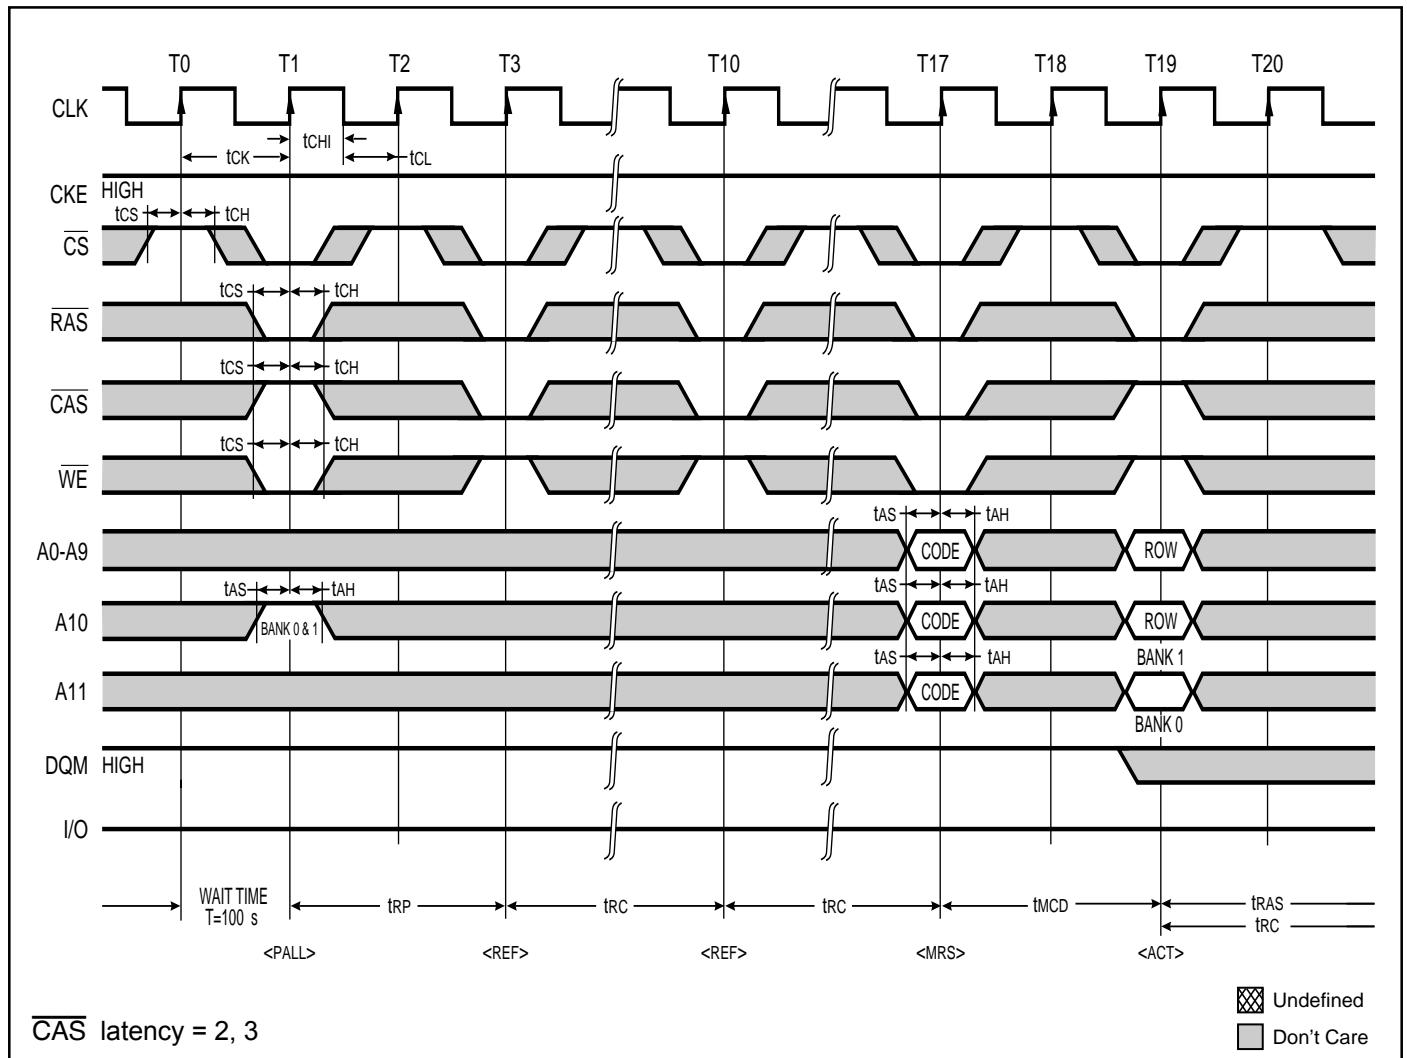 T0 T1 T2 T3 T10 T17 T18 T19 T20
CLK
tCHI
tCK tCL
CKE HIGH
tCS tCH
CS
tCS tCH
RAS
tCS tCH
CAS
tCS tCH
WE
tAS tAH
A0-A9 CODE ROW
tAS tAH tAS tAH
A10 BANK 0 & 1 CODE ROW
tAS tAH BANK 1
A11 CODE
BANK 0
DQM HIGH
I/O
WAIT TIME
T=100 s
tRP tRC tRC tMCD tRAS
tRC
<PALL> <REF> <REF> <MRS> <ACT>
Undefined
CAS latency = 2, 3
Don't Care